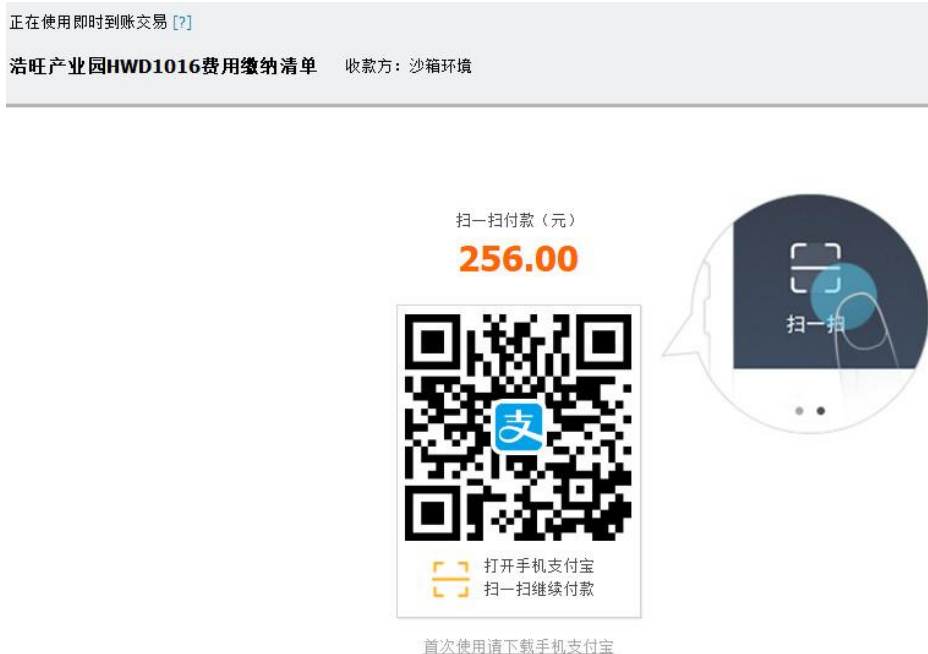 正在使用即时到账交易 [?]
浩旺产业园HWD1016费用缴纳清单 收款方：沙箱环境
扫一扫付款（元）
256.00
扫一扫
支
打开手机支付宝
扫一扫继续付款
首次使用请下载手机支付宝